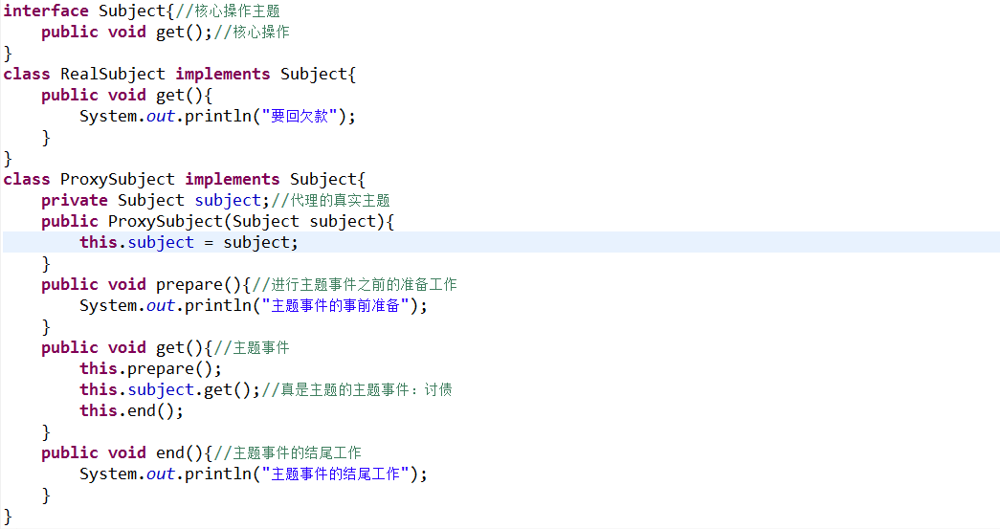 interface Subject{//核心操作主题
    public void get();//核心操作
}
class RealSubject implements Subject{
    public void get(){
        System.out.println("要回欠款");
    }
}
class ProxySubject implements Subject{
    private Subject subject;//代理的真实主题
    public ProxySubject(Subject subject){
        this.subject = subject;
    }
    public void prepare(){//进行主题事件之前的准备工作
        System.out.println("主题事件的事前准备");
    }
    public void get(){//主题事件
        this.prepare();
        this.subject.get();//真是主题的主题事件：讨债
        this.end();
    }
    public void end(){//主题事件的结尾工作
        System.out.println("主题事件的结尾工作");
    }
}